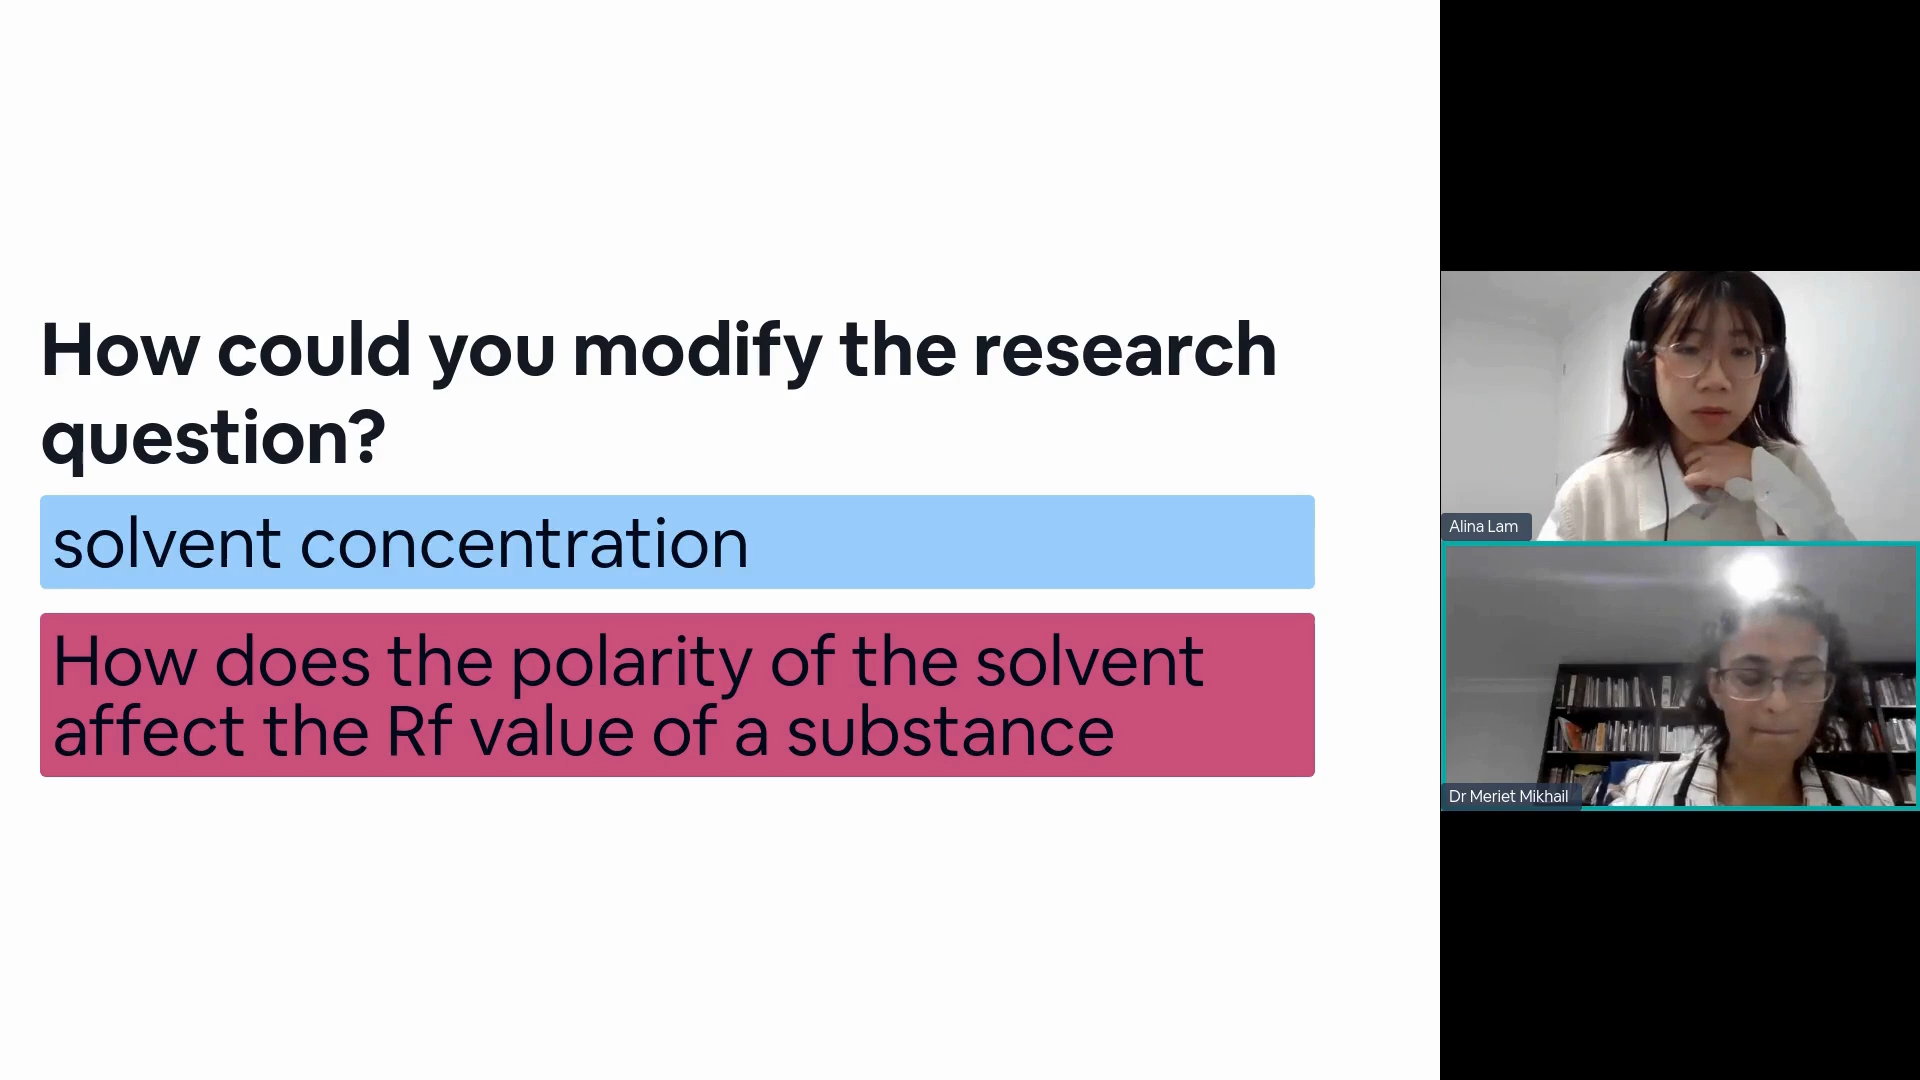 How could you modify the research
question?
solvent concentration
How does the polarity of the solvent
affect the Rf value of a substance
Alina Lam
Dr Meriet Mikhail